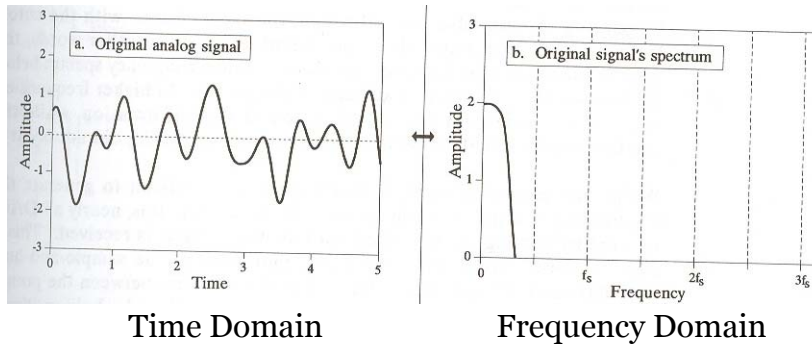 a. Original analog signal
Amplitude
3
2
1
0
-1
-2
-3
0
1
2
3
4
5
Time
b. Original signal's spectrum
Amplitude
3
2
1
0
0
fs
2fs
3fs
Frequency
Time Domain
Frequency Domain